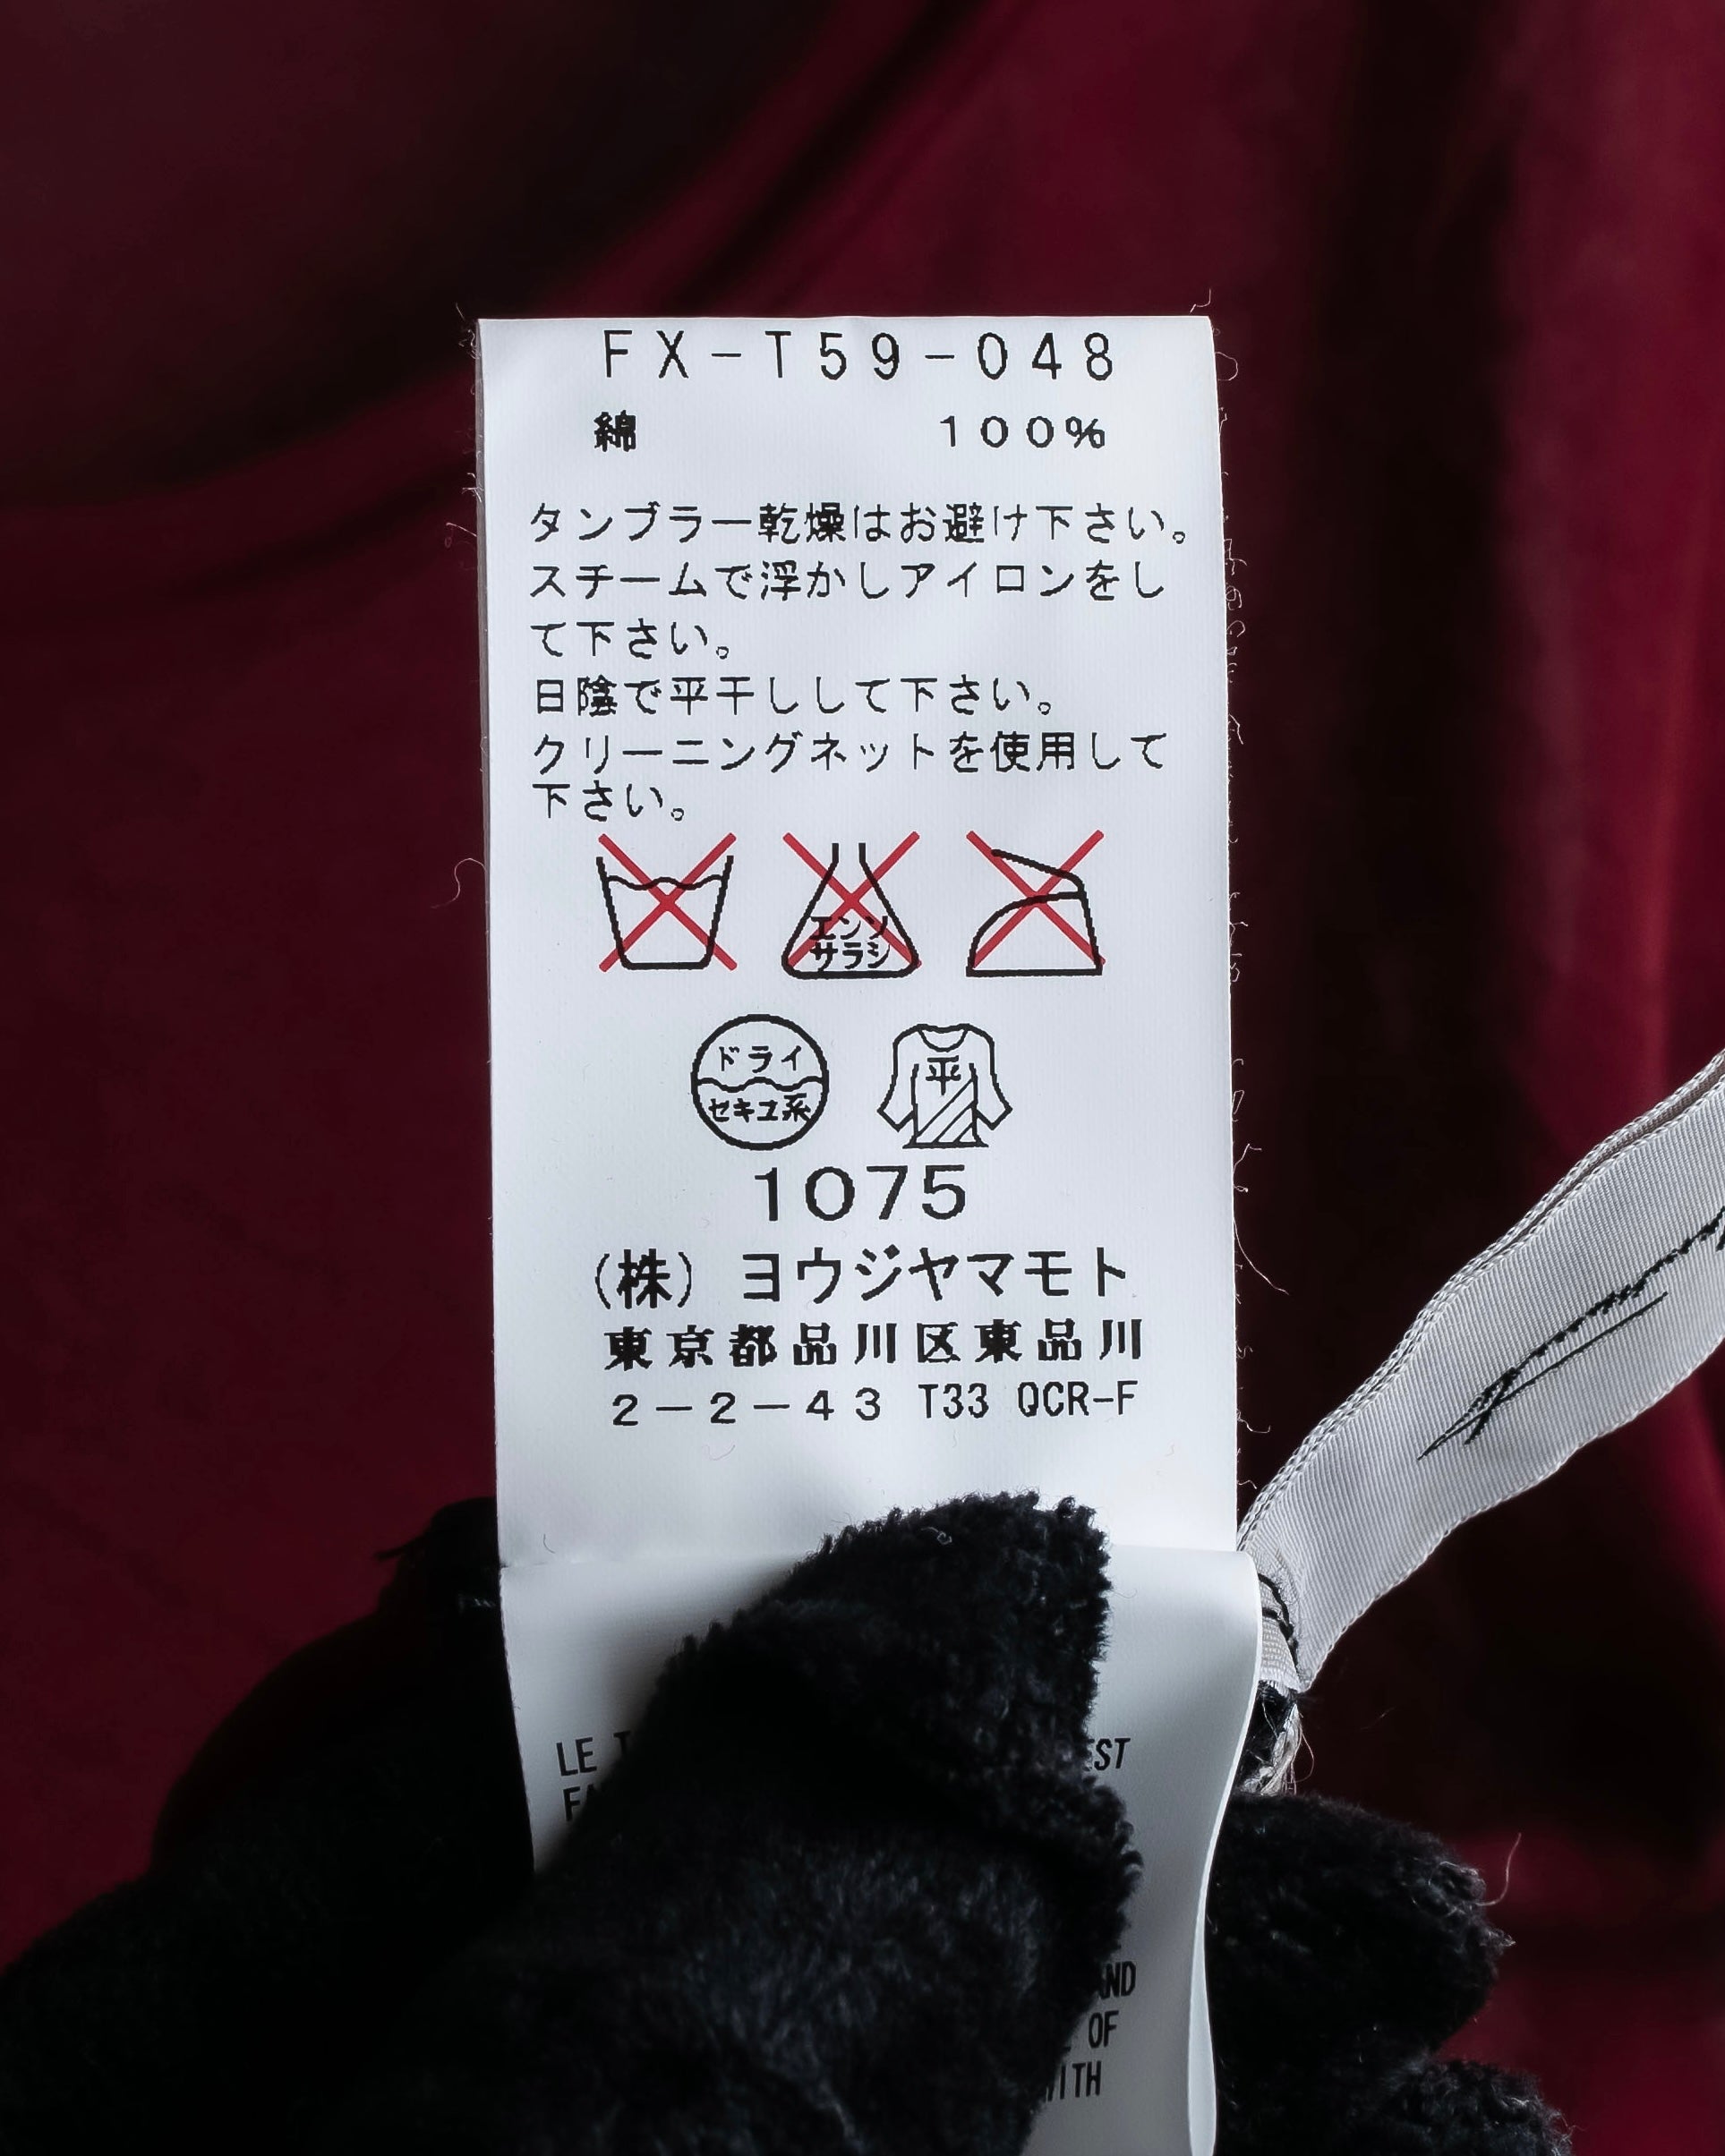 FX-T59-048
綿 100%
タンブラー乾燥はお避け下さい。
スチームで浮かしアイロンをし
て下さい。
日陰で平干しして下さい。
クリーニングネットを使用して
下さい。
エンソ
サラシ
ドライ
セキユ系
平
1075
(株) ヨウジヤマモト
東京都品川区東品川
2-2-43 T33 QCR-F
LE
EST
AND
OF
WITH